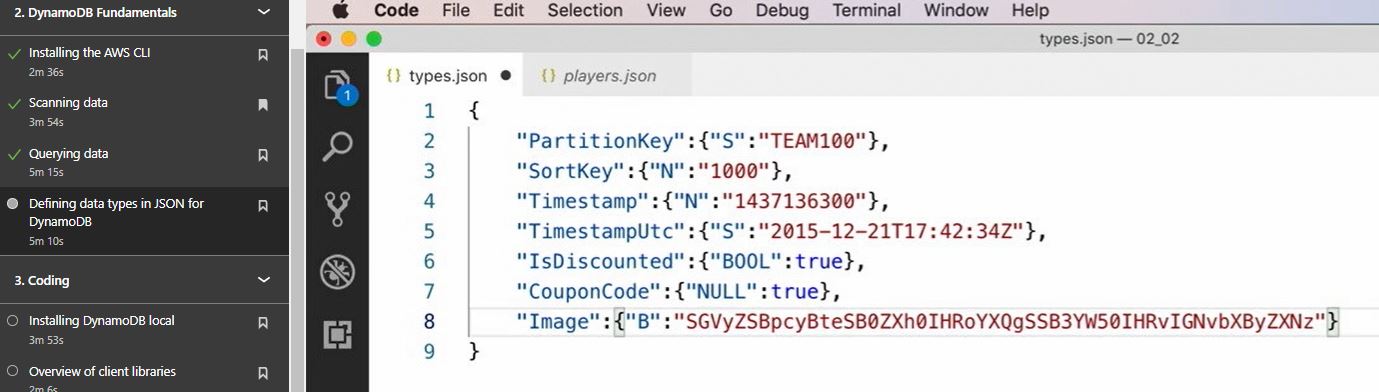 2. DynamoDB Fundamentals
Installing the AWS CLI
2m 36s
Scanning data
3m 54s
Querying data
5m 15s
Defining data types in JSON for
DynamoDB
5m 10s
3. Coding
Installing DynamoDB local
3m 53s
Overview of client libraries
2m 6s
Code File Edit Selection View Go Debug Terminal Window Help
types.json — 02_02
{} types.json {} players.json
1
1 {
2 "PartitionKey":{"S":"TEAM100"},
3 "SortKey":{"N":"1000"},
4 "Timestamp":{"N":"1437136300"},
5 "TimestampUtc":{"S":"2015-12-21T17:42:34Z"},
6 "IsDiscounted":{"BOOL":true},
7 "CouponCode":{"NULL":true},
8 "Image":{"B":"SGVyZSBpcyBteSB0ZXh0IHRoYXQgSSB3YW50IHRvIGNvbXByZXNz"}
9 }